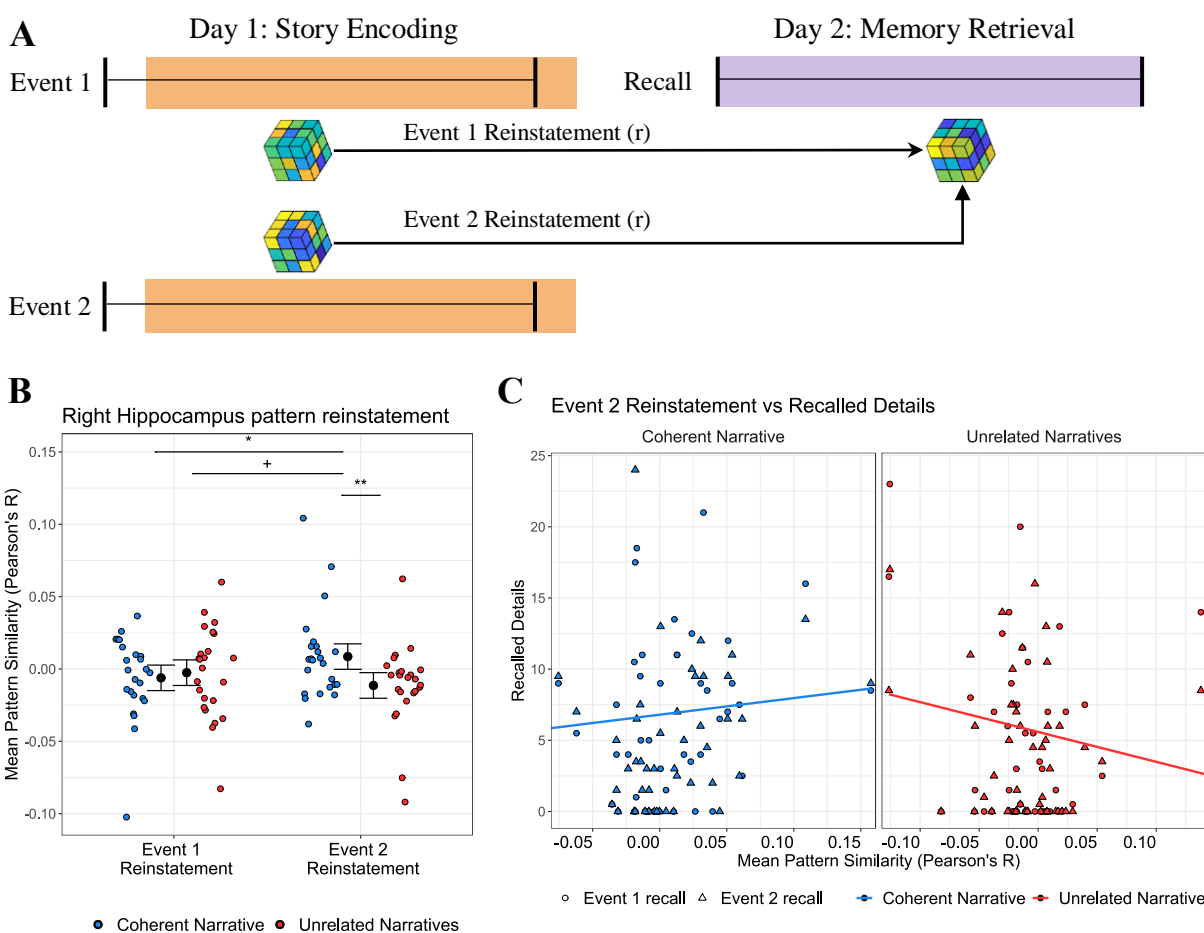 A
Day 1: Story Encoding
Day 2: Memory Retrieval
Event 1
Recall
Event 1 Reinstatement (r)
Event 2 Reinstatement (r)
Event 2
B
Right Hippocampus pattern reinstatement
Mean Pattern Similarity (Pearson's R)
0.15
0.10
0.05
0.00
-0.05
-0.10
*
+
**
Event 1
Reinstatement
Event 2
Reinstatement
Coherent Narrative
Unrelated Narratives
C
Event 2 Reinstatement vs Recalled Details
Coherent Narrative
Unrelated Narratives
Recalled Details
25
20
15
10
5
0
-0.05
0.00
0.05
0.10
0.15
-0.10
-0.05
0.00
0.05
0.10
Mean Pattern Similarity (Pearson's R)
Event 1 recall
Event 2 recall
Coherent Narrative
Unrelated Narrative